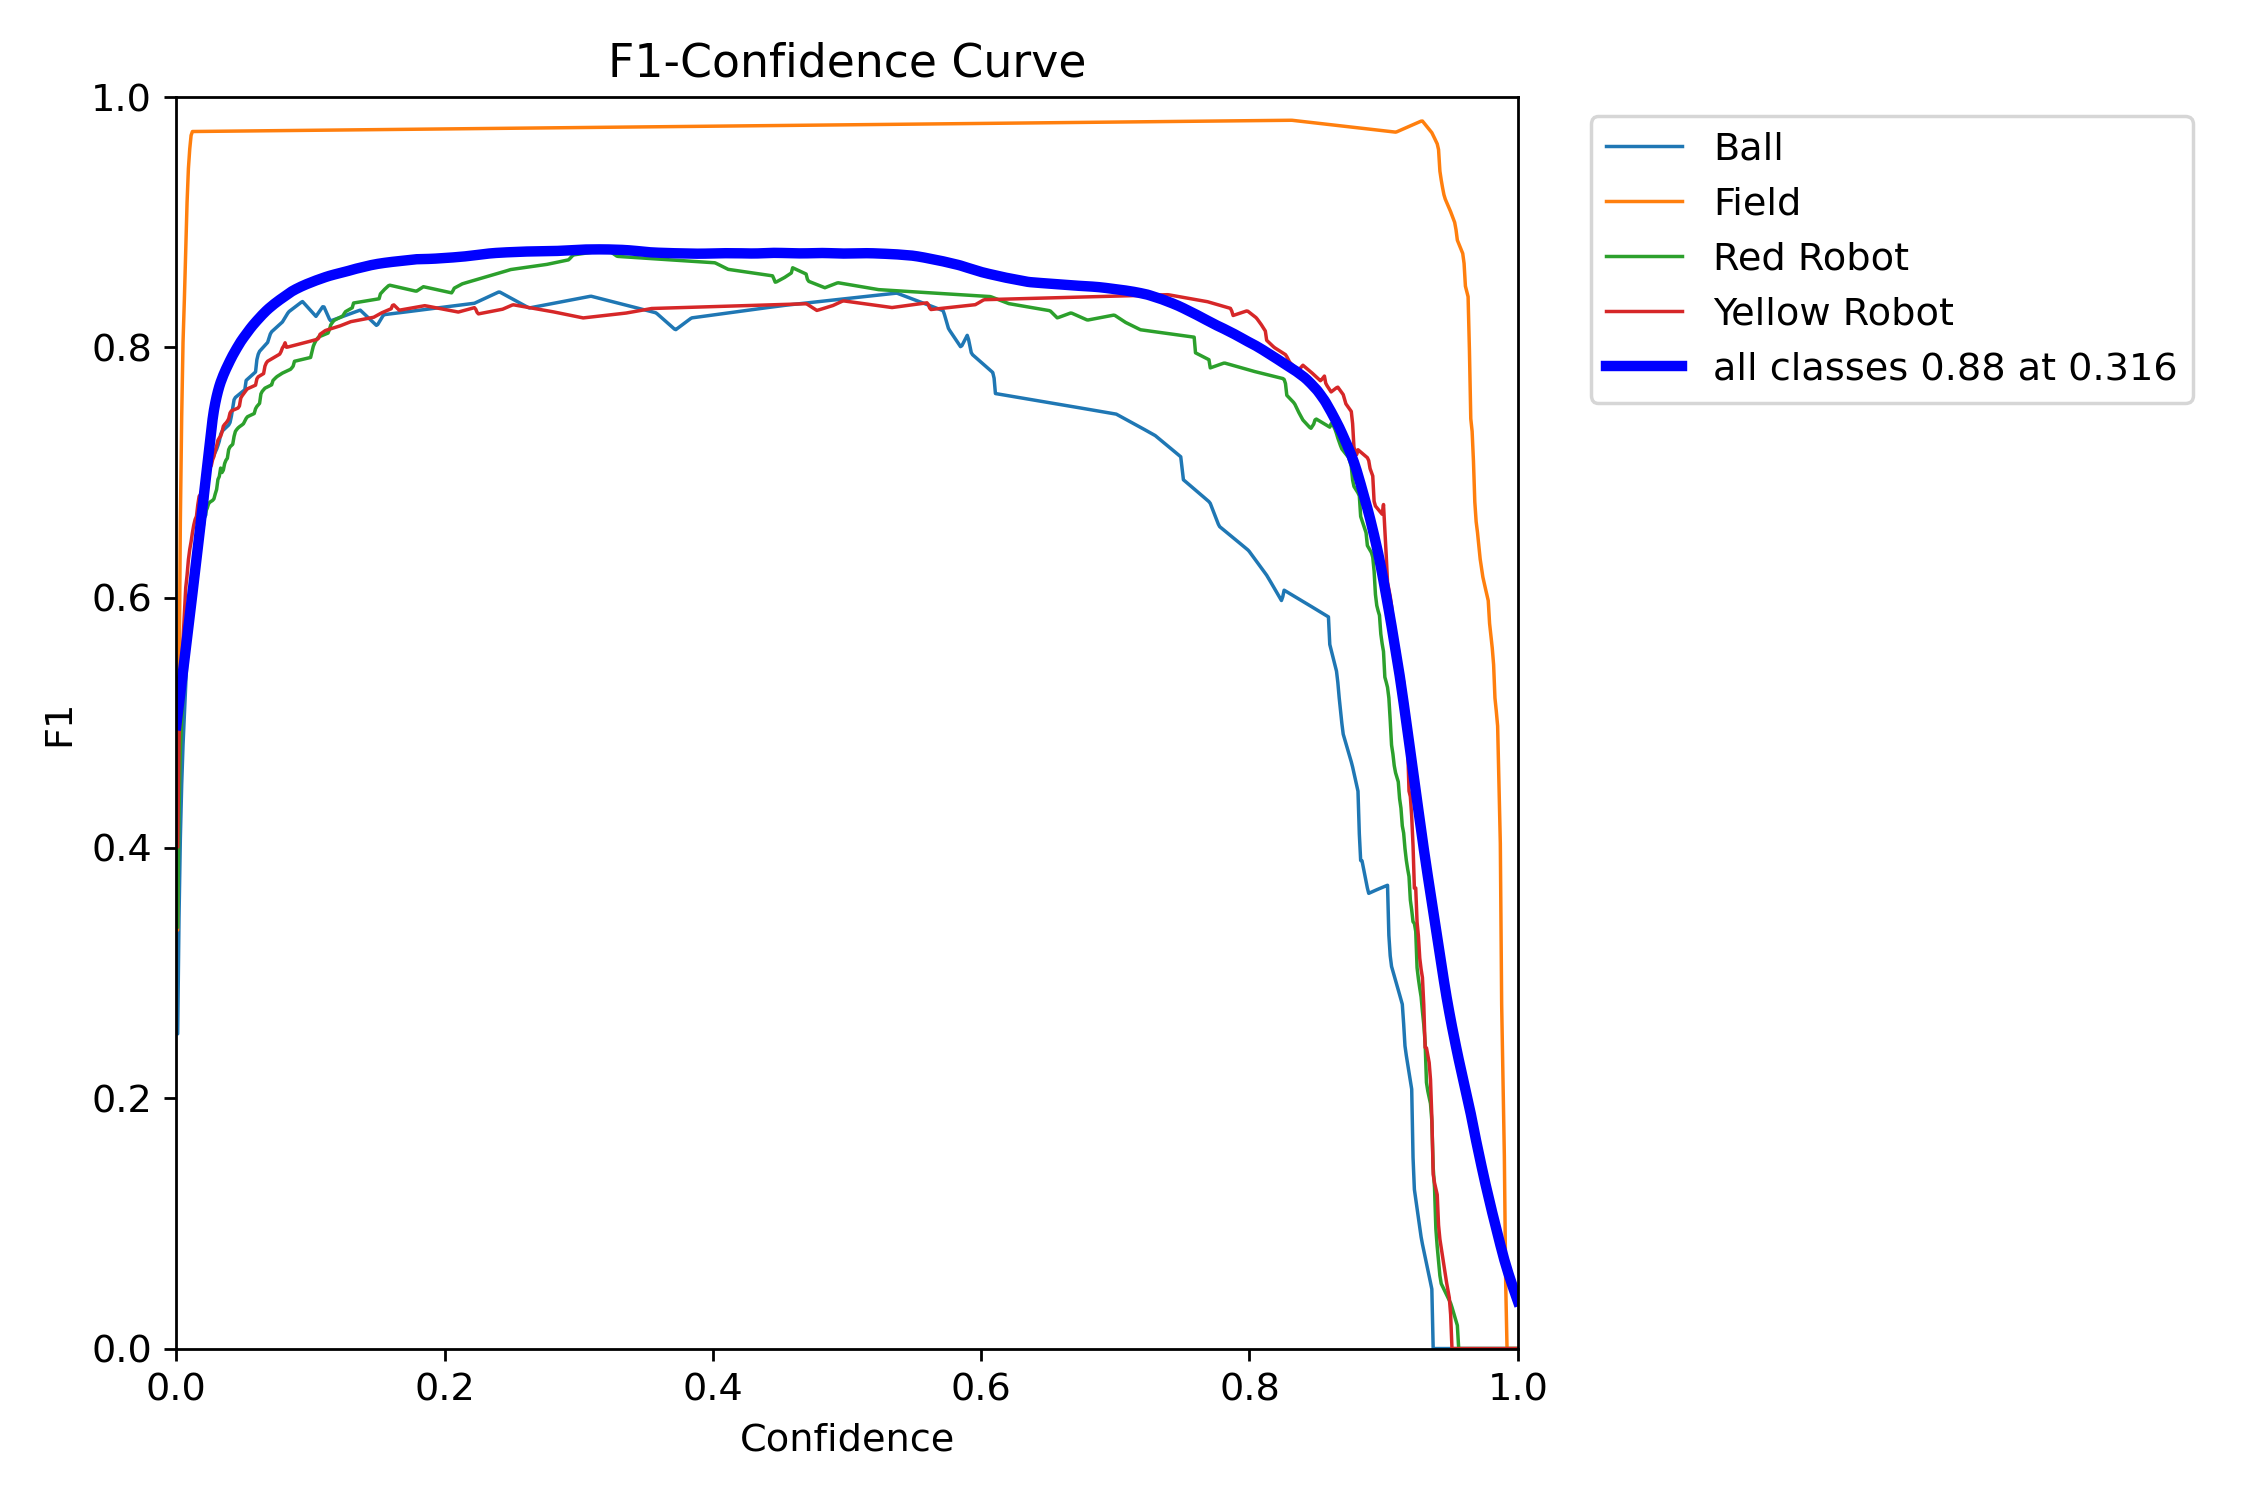 F1-Confidence Curve
1.0
0.8
0.6
0.4
0.2
0.0
F1
0.0 0.2 0.4 0.6 0.8 1.0
Confidence
Ball
Field
Red Robot
Yellow Robot
all classes 0.88 at 0.316